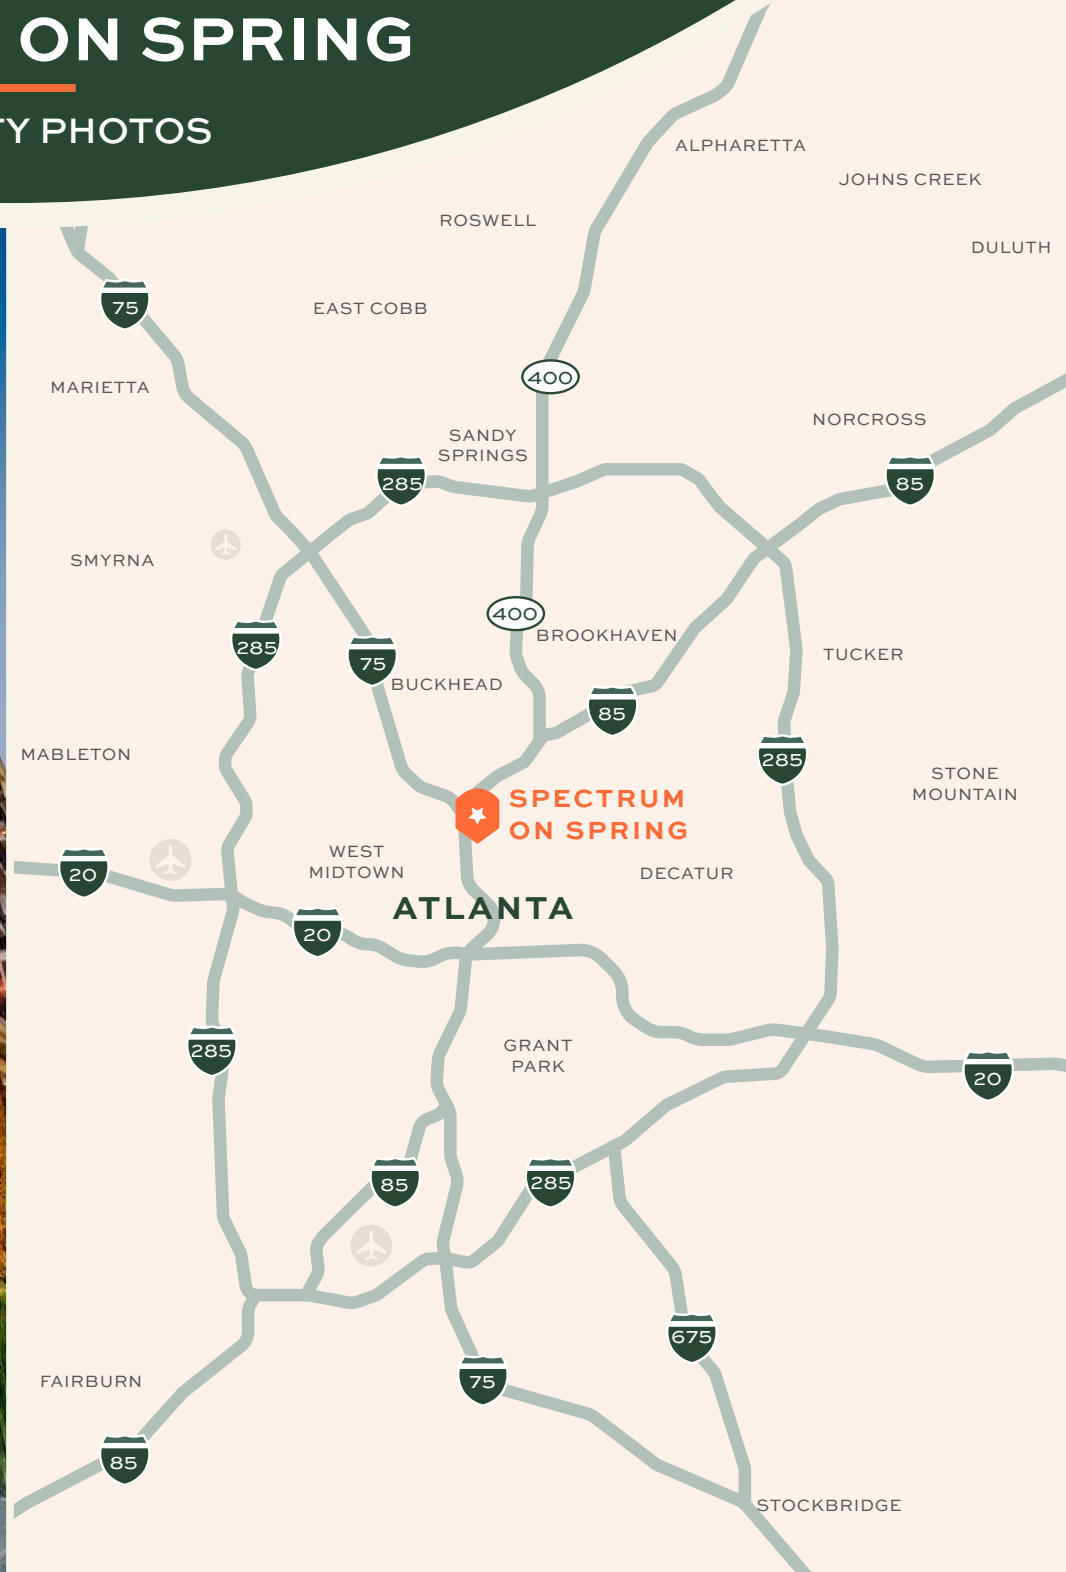 ON SPRING
TY PHOTOS
ALPHARETTA
JOHNS CREEK
ROSWELL
DULUTH
75
EAST COBB
400
MARIETTA
NORCROSS
SANDY
SPRINGS
285
85
SMYRNA
400
BROOKHAVEN
285
75
TUCKER
BUCKHEAD
85
MABLETON
285
STONE
MOUNTAIN
SPECTRUM
ON SPRING
WEST
MIDTOWN
20
DECATUR
ATLANTA
20
285
GRANT
PARK
20
85
285
675
FAIRBURN
75
85
STOCKBRIDGE